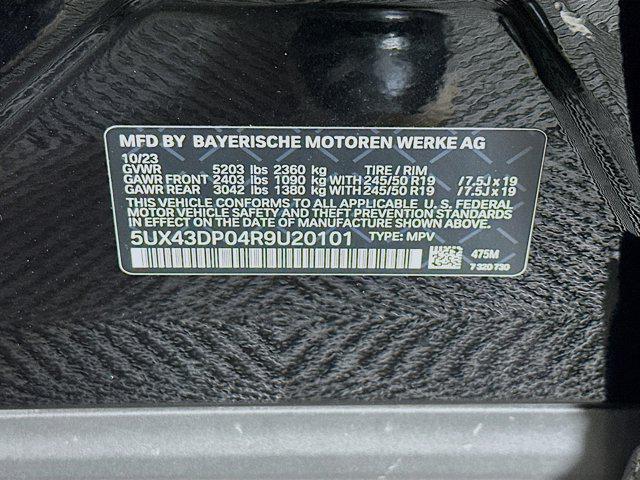 MFD BY BAYERISCHE MOTOREN WERKE AG
10/23
GVWR 5203 lbs 2360 kg TIRE / RIM
GAWR FRONT 2403 lbs 1090 kg WITH 245/50 R19 / 7.5J x 19
GAWR REAR 3042 lbs 1380 kg WITH 245/50 R19 / 7.5J x 19
THIS VEHICLE CONFORMS TO ALL APPLICABLE U. S. FEDERAL
MOTOR VEHICLE SAFETY AND THEFT PREVENTION STANDARDS
IN EFFECT ON THE DATE OF MANUFACTURE SHOWN ABOVE.
5UX43DP04R9U20101 TYPE: MPV
475M
7 320 730